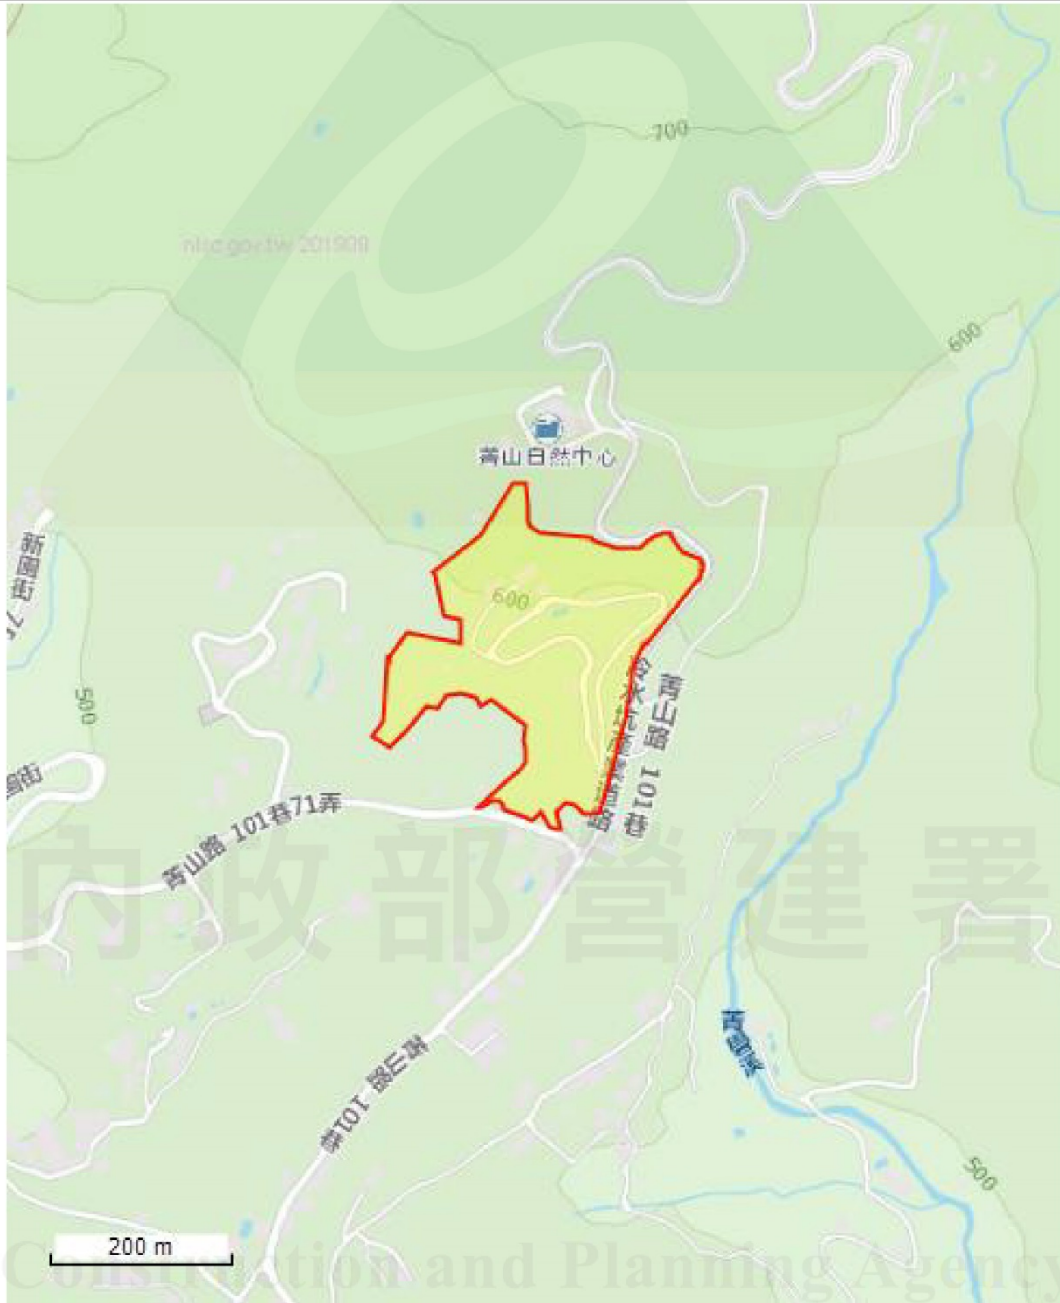 700
nlsc.gov.tw 201909
600
菁山自然中心
600
新園街
500
菁山路 101巷
菁山路 101巷71弄
內政部營建署
菁山路 101巷
500
200 m
Construction and Planning Agency